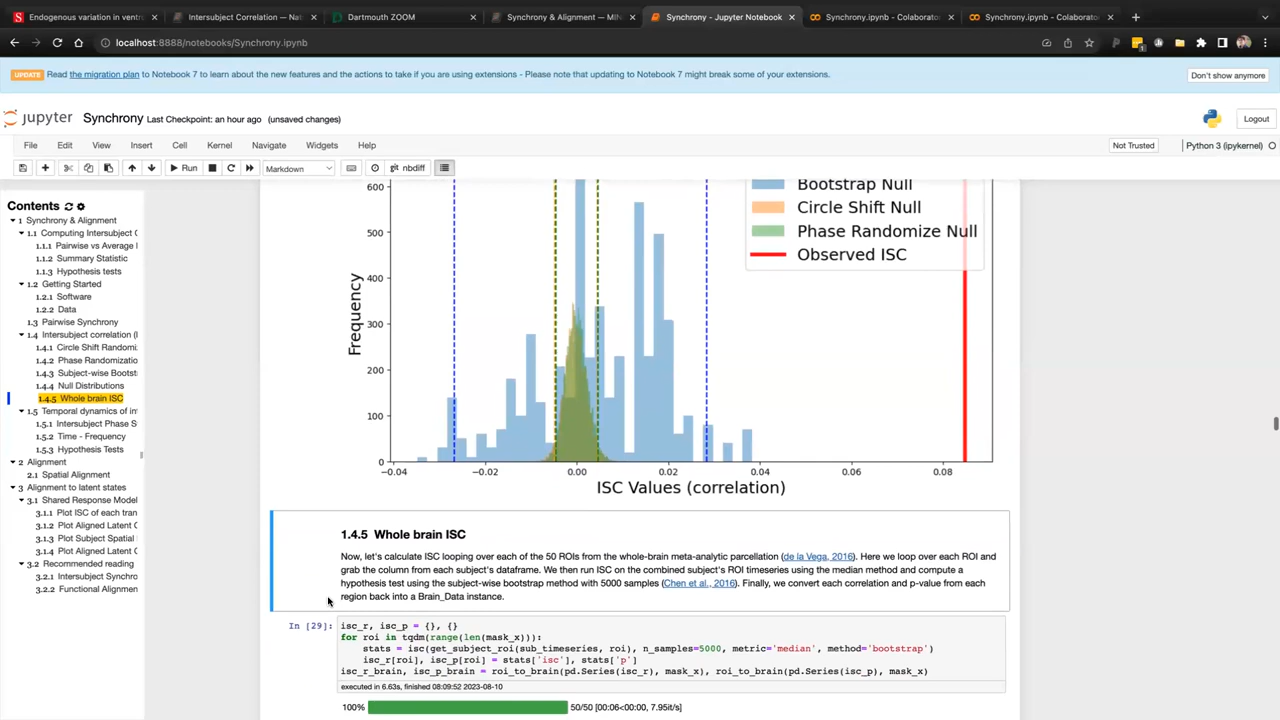 Endogenous variation in ventr
Intersubject Correlation — Nat
Dartmouth ZOOM
Synchrony & Alignment — MIN
Synchrony - Jupyter Notebook
Synchrony.ipynb - Colaborato
Synchrony.ipynb - Colaborator
localhost:8888/notebooks/Synchrony.ipynb
UPDATE Read the migration plan to Notebook 7 to learn about the new features and the actions to take if you are using extensions - Please note that updating to Notebook 7 might break some of your extensions.
Don't show anymore
jupyter Synchrony Last Checkpoint: an hour ago (unsaved changes)
Logout
File Edit View Insert Cell Kernel Navigate Widgets Help
Not Trusted
Python 3 (ipykernel)
Run
Markdown
nbdiff
Contents
1 Synchrony & Alignment
1.1 Computing Intersubject C
1.1.1 Pairwise vs Average I
1.1.2 Summary Statistic
1.1.3 Hypothesis tests
1.2 Getting Started
1.2.1 Software
1.2.2 Data
1.3 Pairwise Synchrony
1.4 Intersubject correlation (I
1.4.1 Circle Shift Randomi
1.4.2 Phase Randomizatio
1.4.3 Subject-wise Bootst
1.4.4 Null Distributions
1.4.5 Whole brain ISC
1.5 Temporal dynamics of in
1.5.1 Intersubject Phase S
1.5.2 Time - Frequency
1.5.3 Hypothesis Tests
2 Alignment
2.1 Spatial Alignment
3 Alignment to latent states
3.1 Shared Response Model
3.1.1 Plot ISC of each tran
3.1.2 Plot Aligned Latent C
3.1.3 Plot Subject Spatial
3.1.4 Plot Aligned Latent C
3.2 Recommended reading
3.2.1 Intersubject Synchro
3.2.2 Functional Alignmen
Bootstrap Null
Circle Shift Null
Phase Randomize Null
Observed ISC
600
500
400
300
200
100
0
Frequency
−0.04 −0.02 0.00 0.02 0.04 0.06 0.08
ISC Values (correlation)
1.4.5 Whole brain ISC
Now, let's calculate ISC looping over each of the 50 ROIs from the whole-brain meta-analytic parcellation (de la Vega, 2016). Here we loop over each ROI and
grab the column from each subject's dataframe. We then run ISC on the combined subject's ROI timeseries using the median method and compute a
hypothesis test using the subject-wise bootstrap method with 5000 samples (Chen et al., 2016). Finally, we convert each correlation and p-value from each
region back into a Brain_Data instance.
In [29]: isc_r, isc_p = {}, {}
for roi in tqdm(range(len(mask_x))):
    stats = isc(get_subject_roi(sub_timeseries, roi), n_samples=5000, metric='median', method='bootstrap')
    isc_r[roi], isc_p[roi] = stats['isc'], stats['p']
isc_r_brain, isc_p_brain = roi_to_brain(pd.Series(isc_r), mask_x), roi_to_brain(pd.Series(isc_p), mask_x)
executed in 6.63s, finished 08:09:52 2023-08-10
100% 50/50 [00:06<00:00, 7.95it/s]